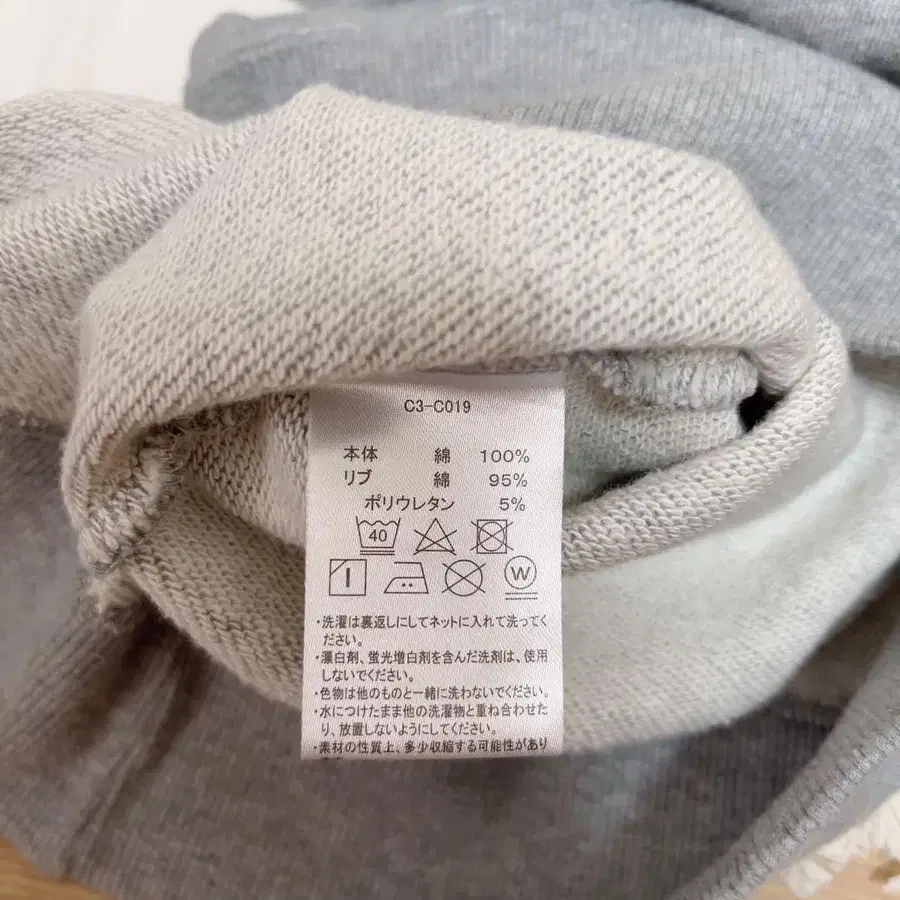 C3-C019
本体 綿 100%
リブ 綿 95%
ポリウレタン 5%
40
W
・洗濯は裏返しにしてネットに入れて洗ってく
ださい。
・漂白剤、蛍光増白剤を含んだ洗剤は、使用
しないでください。
・色物は他のものと一緒に洗わないでください。
・水につけたまま他の洗濯物と重ね合わせた
り、放置しないようにしてください。
・素材の性質上、多少収縮する可能性があり